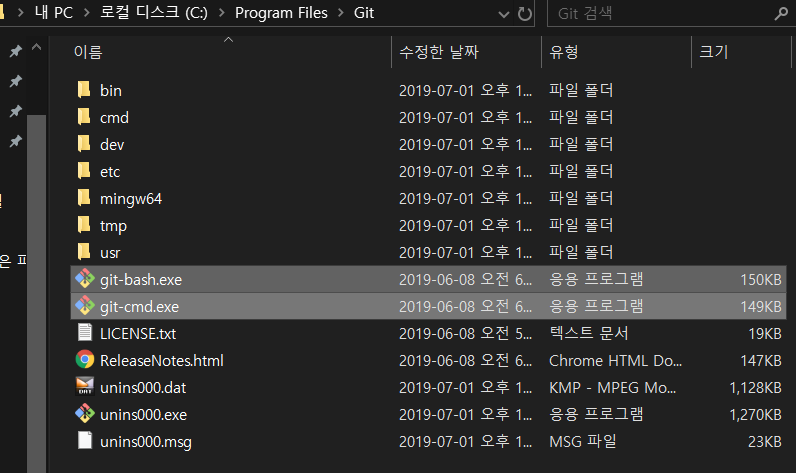 내 PC > 로컬 디스크 (C:) > Program Files > Git Git 검색
이름 수정한 날짜 유형 크기
bin 2019-07-01 오후 1... 파일 폴더
cmd 2019-07-01 오후 1... 파일 폴더
dev 2019-07-01 오후 1... 파일 폴더
etc 2019-07-01 오후 1... 파일 폴더
mingw64 2019-07-01 오후 1... 파일 폴더
tmp 2019-07-01 오후 1... 파일 폴더
usr 2019-07-01 오후 1... 파일 폴더
git-bash.exe 2019-06-08 오전 6... 응용 프로그램 150KB
git-cmd.exe 2019-06-08 오전 6... 응용 프로그램 149KB
LICENSE.txt 2019-06-08 오전 5... 텍스트 문서 19KB
ReleaseNotes.html 2019-06-08 오전 6... Chrome HTML Do... 147KB
unins000.dat 2019-07-01 오후 1... KMP - MPEG Mo... 1,128KB
unins000.exe 2019-07-01 오후 1... 응용 프로그램 1,270KB
unins000.msg 2019-07-01 오후 1... MSG 파일 23KB